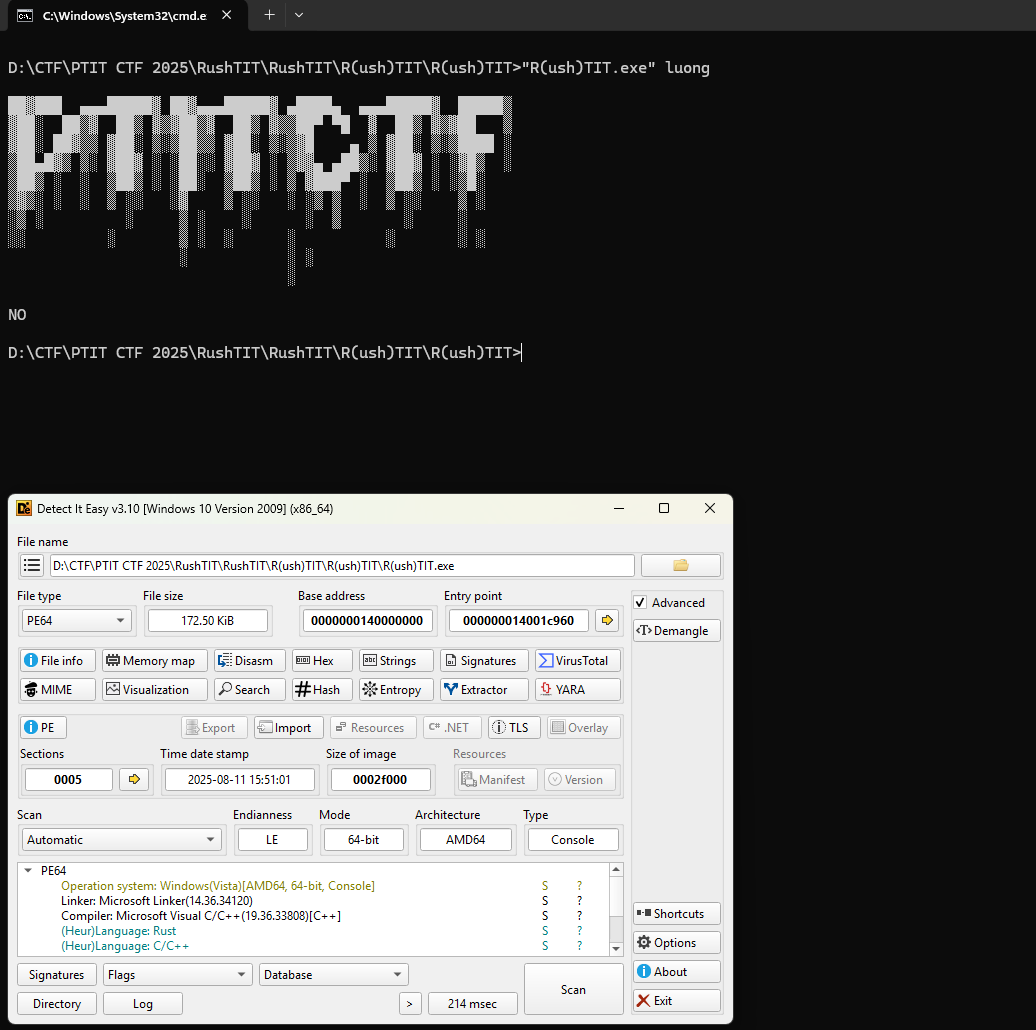 C:\Windows\System32\cmd.e
D:\CTF\PTIT CTF 2025\RushTIT\RushTIT\R(ush)TIT\R(ush)TIT>"R(ush)TIT.exe" luong
PTITCTF
NO
D:\CTF\PTIT CTF 2025\RushTIT\RushTIT\R(ush)TIT\R(ush)TIT>
Detect It Easy v3.10 [Windows 10 Version 2009] (x86_64)
File name
D:\CTF\PTIT CTF 2025\RushTIT\RushTIT\R(ush)TIT\R(ush)TIT\R(ush)TIT.exe
File type File size Base address Entry point Advanced
PE64 172.50 KiB 0000000140000000 000000014001c960 Demangle
File info Memory map Disasm Hex Strings Signatures VirusTotal
MIME Visualization Search Hash Entropy Extractor YARA
PE Export Import Resources .NET TLS Overlay
Sections Time date stamp Size of image Resources
0005 2025-08-11 15:51:01 0002f000 Manifest Version
Scan Endianness Mode Architecture Type
Automatic LE 64-bit AMD64 Console
PE64
Operation system: Windows(Vista)[AMD64, 64-bit, Console] S ?
Linker: Microsoft Linker(14.36.34120) S ?
Compiler: Microsoft Visual C/C++(19.36.33808)[C++] S ?
(Heur)Language: Rust S ?
(Heur)Language: C/C++ S ?
Shortcuts
Options
About
Exit
Signatures Flags Database Scan
Directory Log > 214 msec